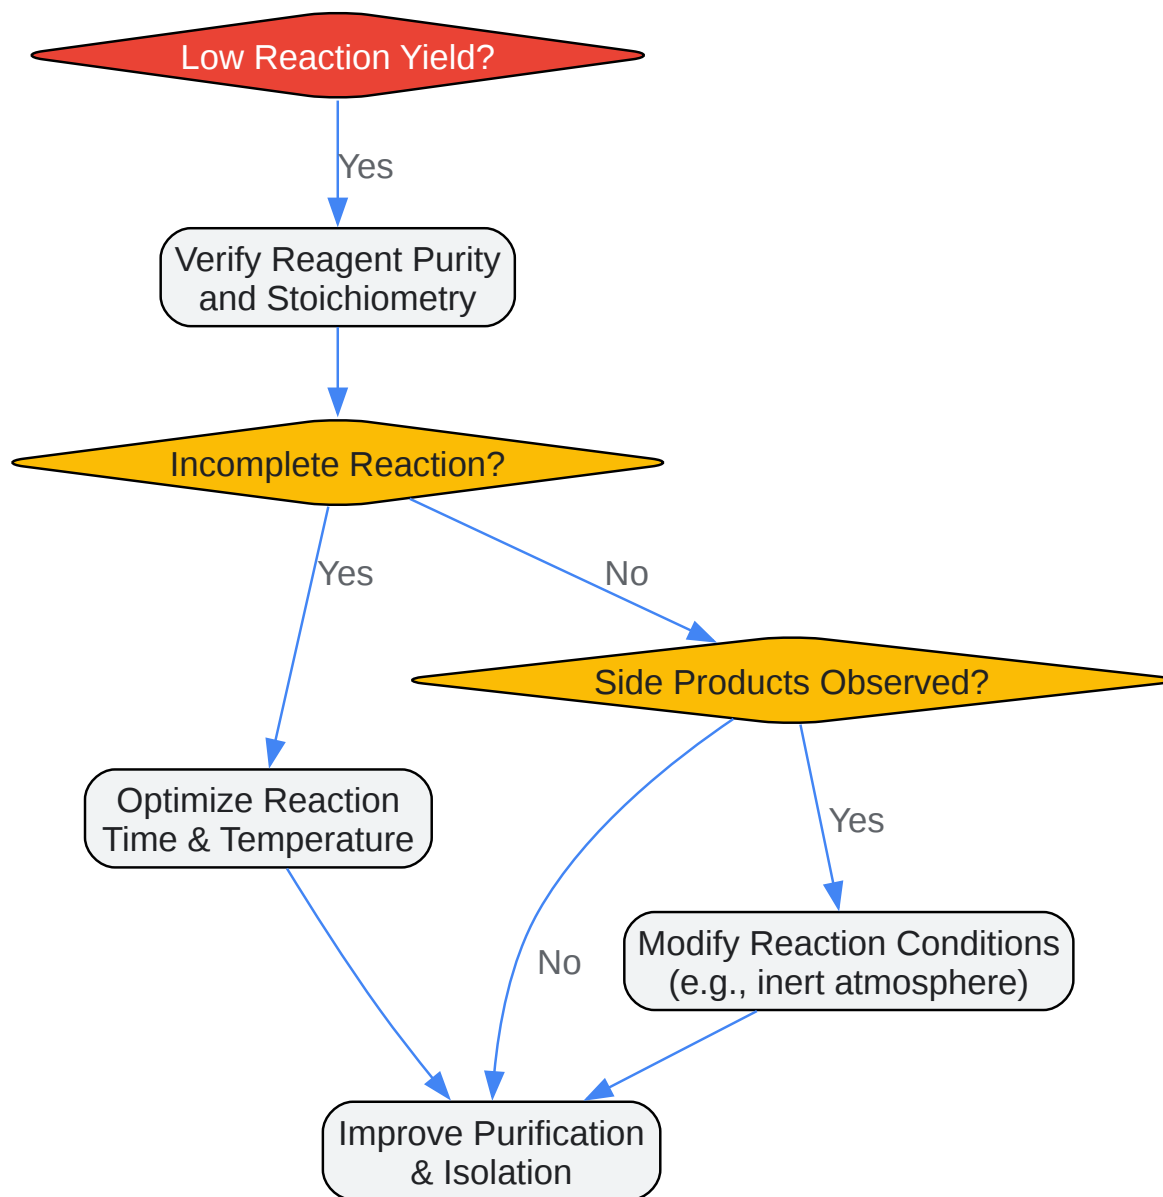 Low Reaction Yield?
Yes
Verify Reagent Purity
and Stoichiometry
Incomplete Reaction?
Yes
No
Side Products Observed?
Optimize Reaction
Time & Temperature
Yes
No
Modify Reaction Conditions
(e.g., inert atmosphere)
Improve Purification
& Isolation